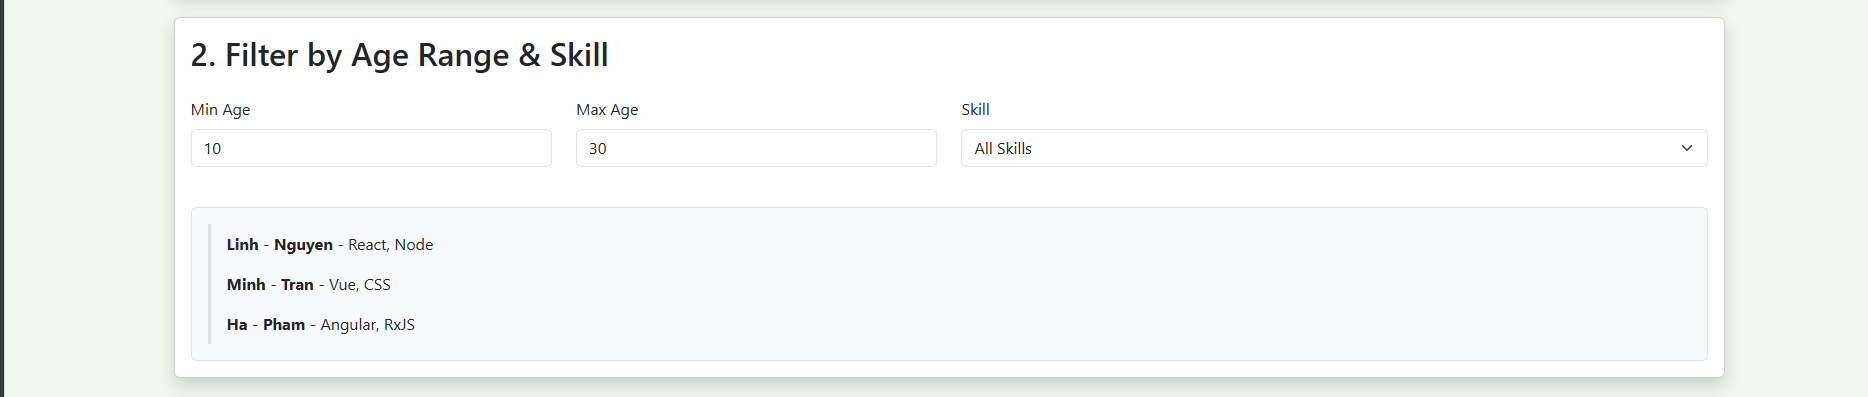 2. Filter by Age Range & Skill
Min Age
Max Age
Skill
10
30
All Skills
Linh - Nguyen - React, Node
Minh - Tran - Vue, CSS
Ha - Pham - Angular, RxJS